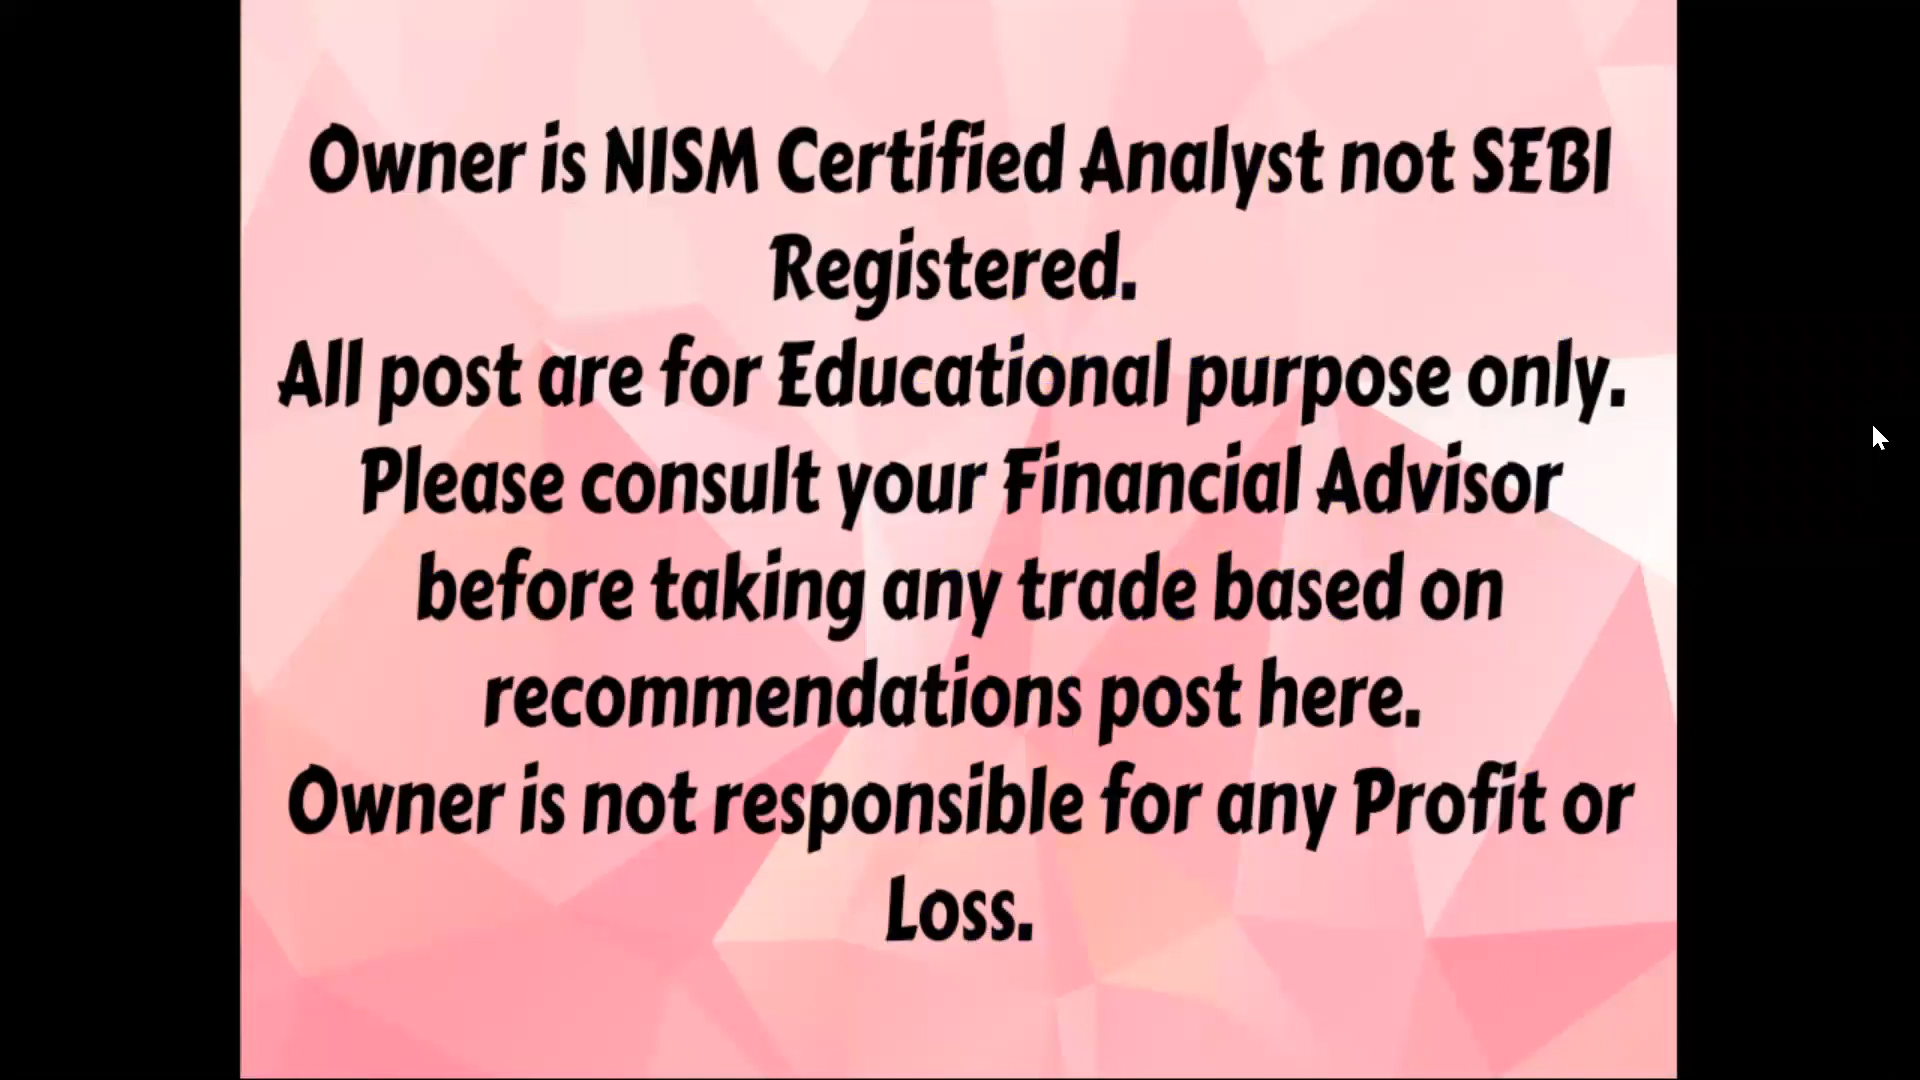 Owner is NISM Certified Analyst not SEBI
Registered.
All post are for Educational purpose only.
Please consult your Financial Advisor
before taking any trade based on
recommendations post here.
Owner is not responsible for any Profit or
Loss.